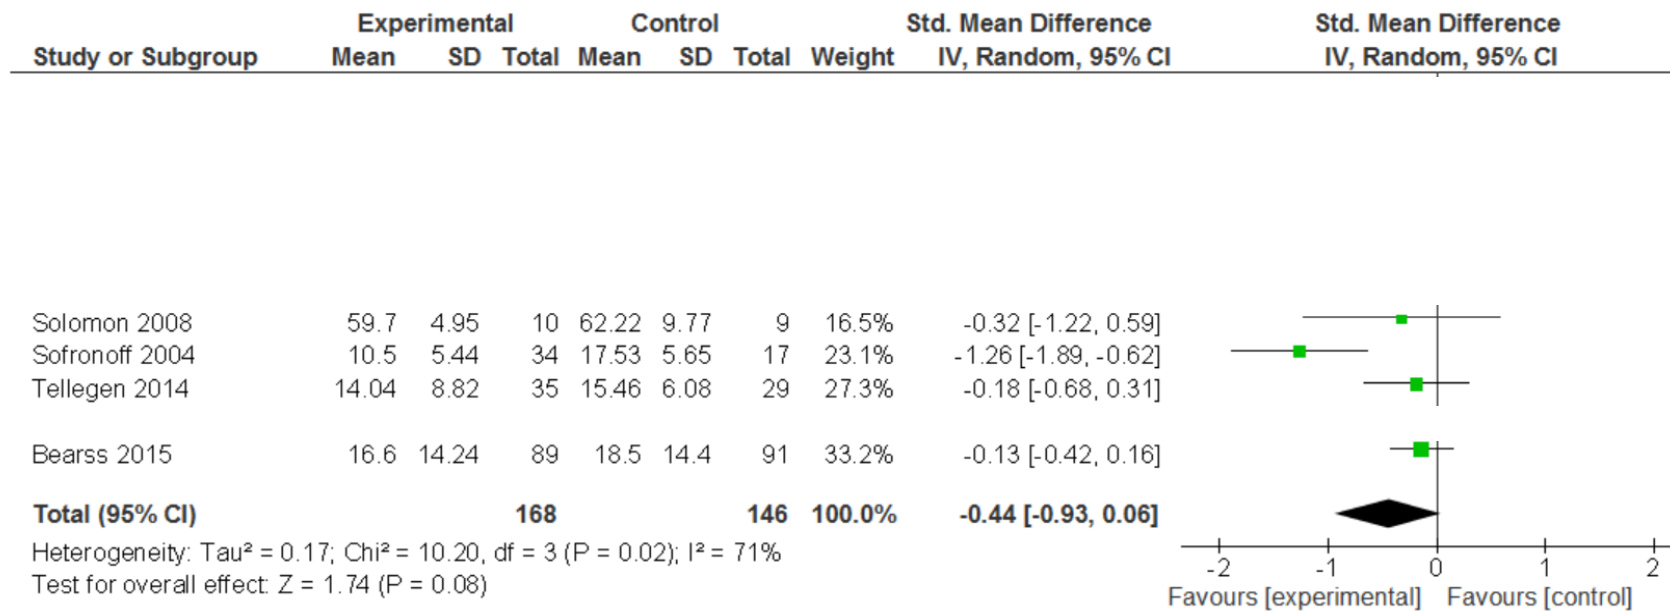 Experimental Control Std. Mean Difference Std. Mean Difference
Study or Subgroup Mean SD Total Mean SD Total Weight IV, Random, 95% CI IV, Random, 95% CI
Solomon 2008 59.7 4.95 10 62.22 9.77 9 16.5% -0.32 [-1.22, 0.59]
Sofronoff 2004 10.5 5.44 34 17.53 5.65 17 23.1% -1.26 [-1.89, -0.62]
Tellegen 2014 14.04 8.82 35 15.46 6.08 29 27.3% -0.18 [-0.68, 0.31]
Bearss 2015 16.6 14.24 89 18.5 14.4 91 33.2% -0.13 [-0.42, 0.16]
Total (95% CI) 168 146 100.0% -0.44 [-0.93, 0.06]
Heterogeneity: Tau² = 0.17; Chi² = 10.20, df = 3 (P = 0.02); I² = 71%
Test for overall effect: Z = 1.74 (P = 0.08)
-2 -1 0 1 2
Favours [experimental] Favours [control]